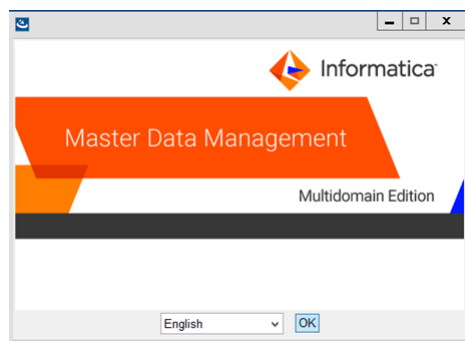 Informatica
Master Data Management
Multidomain Edition
English
OK